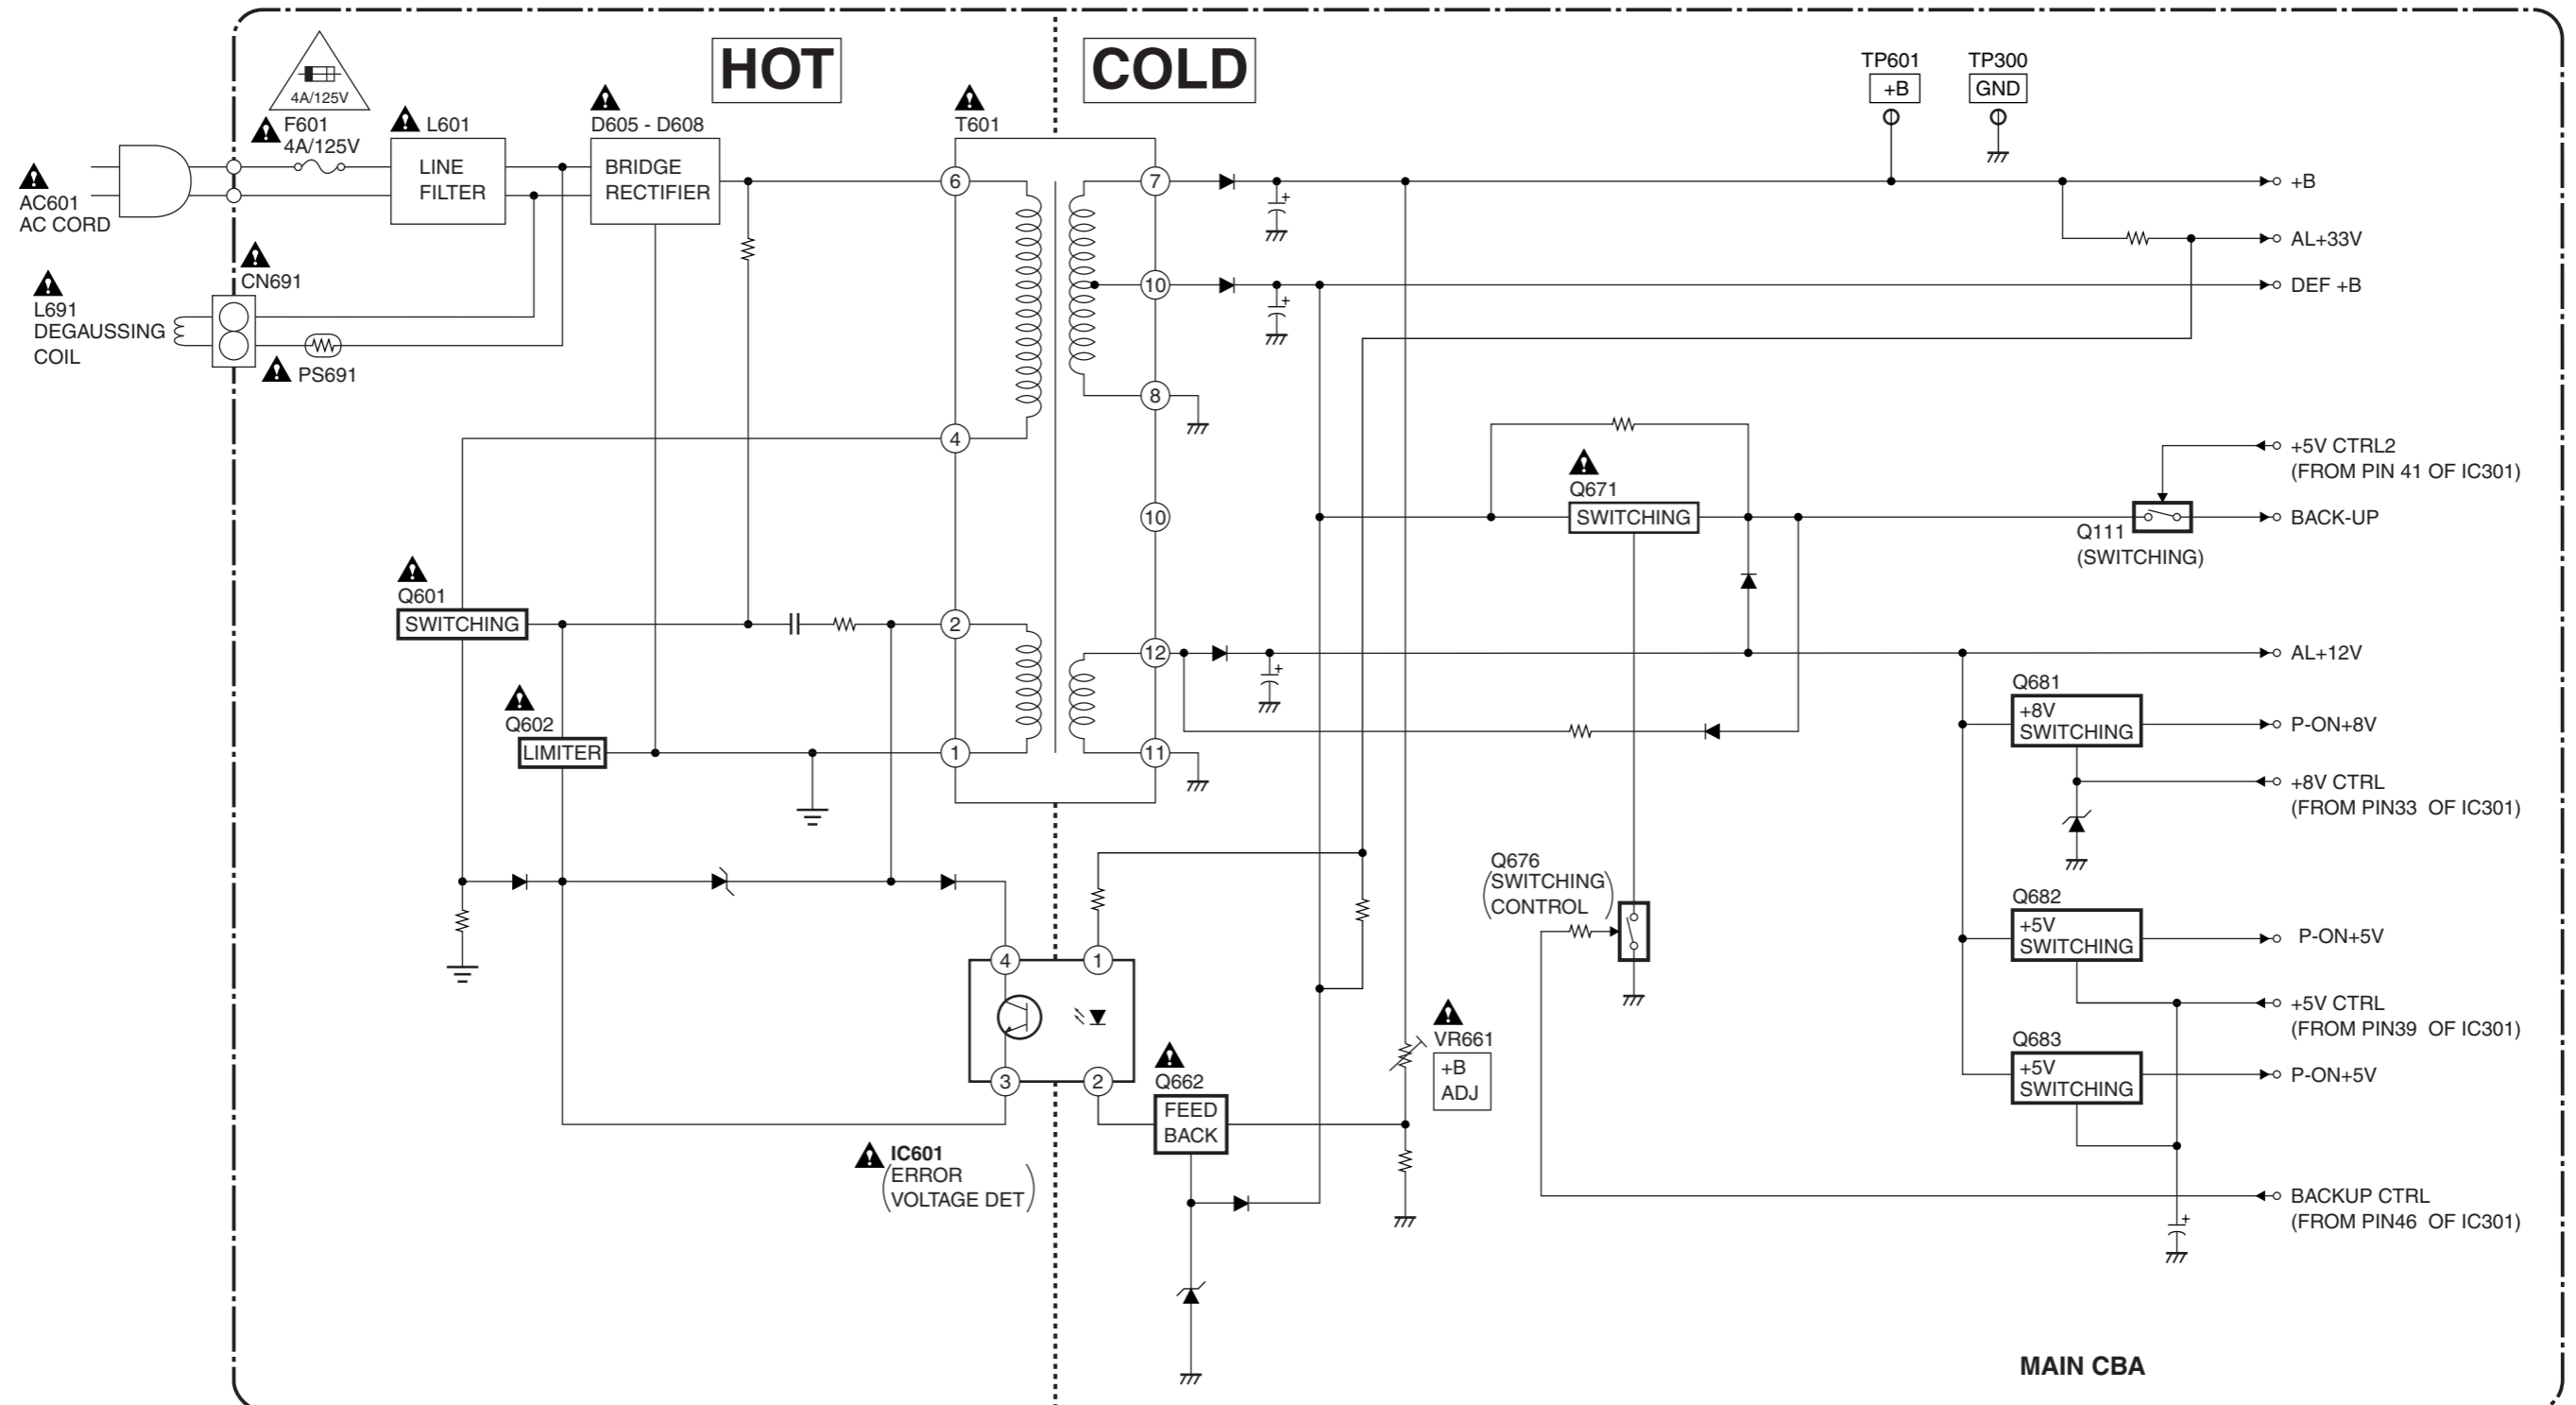 HOT
COLD
4A/125V
F601
4A/125V
L601
LINE
FILTER
D605 - D608
BRIDGE
RECTIFIER
T601
TP601
+B
TP300
GND
AC601
AC CORD
CN691
L691
DEGAUSSING
COIL
PS691
6
4
2
1
7
10
8
10
12
11
+B
AL+33V
DEF +B
+5V CTRL2
(FROM PIN 41 OF IC301)
Q671
SWITCHING
Q111
(SWITCHING)
BACK-UP
Q601
SWITCHING
Q602
LIMITER
AL+12V
Q681
+8V
SWITCHING
P-ON+8V
+8V CTRL
(FROM PIN33 OF IC301)
Q676
(SWITCHING
CONTROL)
Q682
+5V
SWITCHING
P-ON+5V
+5V CTRL
(FROM PIN39 OF IC301)
Q683
+5V
SWITCHING
P-ON+5V
4
1
3
2
VR661
+B
ADJ
Q662
FEED
BACK
IC601
(ERROR
VOLTAGE DET)
BACKUP CTRL
(FROM PIN46 OF IC301)
MAIN CBA